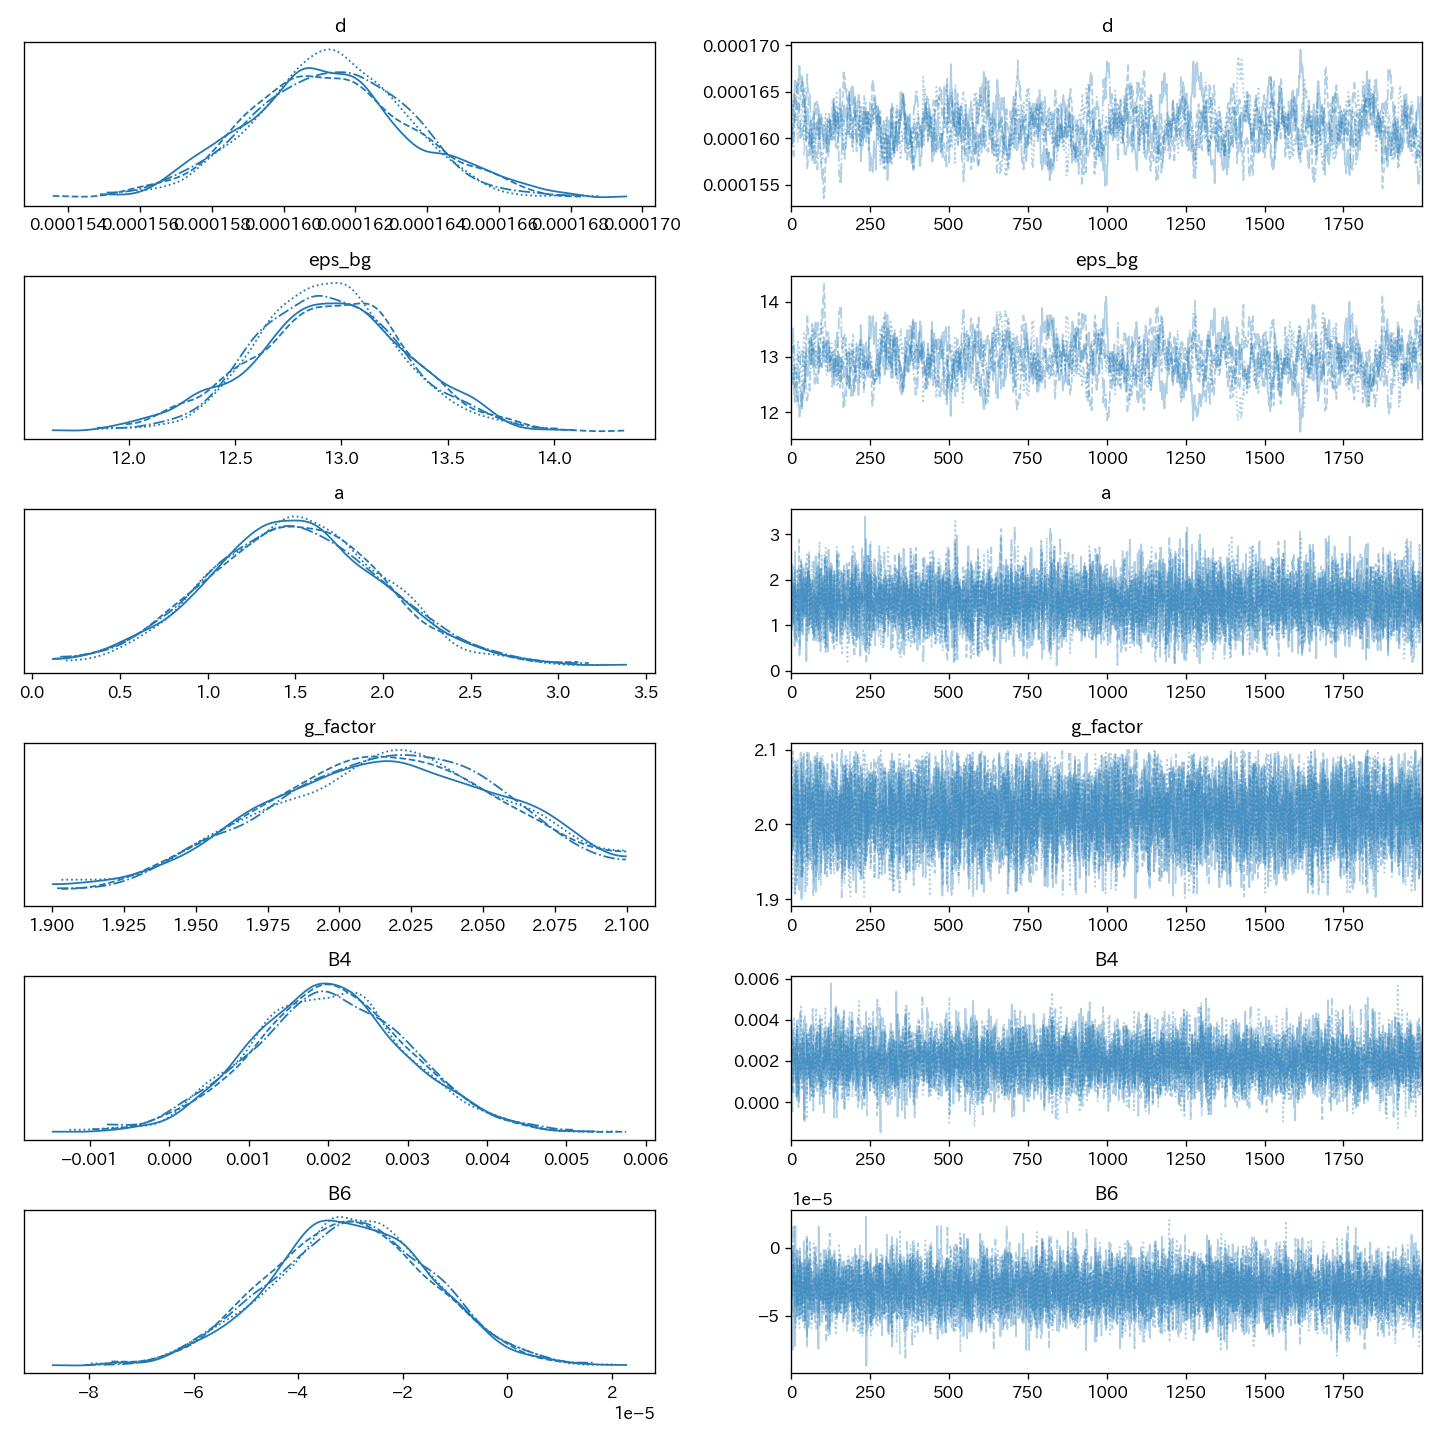 d d
0.000170
0.000165
0.000160
0.000155
0.000154 0.000156 0.000158 0.000160 0.000162 0.000164 0.000166 0.000168 0.000170 0 250 500 750 1000 1250 1500 1750
eps_bg eps_bg
14
13
12
12.0 12.5 13.0 13.5 14.0 0 250 500 750 1000 1250 1500 1750
a a
3
2
1
0
0.0 0.5 1.0 1.5 2.0 2.5 3.0 3.5 0 250 500 750 1000 1250 1500 1750
g_factor g_factor
2.1
2.0
1.9
1.900 1.925 1.950 1.975 2.000 2.025 2.050 2.075 2.100 0 250 500 750 1000 1250 1500 1750
B4 B4
0.006
0.004
0.002
0.000
−0.001 0.000 0.001 0.002 0.003 0.004 0.005 0.006 0 250 500 750 1000 1250 1500 1750
B6 B6
1e−5
0
−5
−8 −6 −4 −2 0 2 0 250 500 750 1000 1250 1500 1750
1e−5